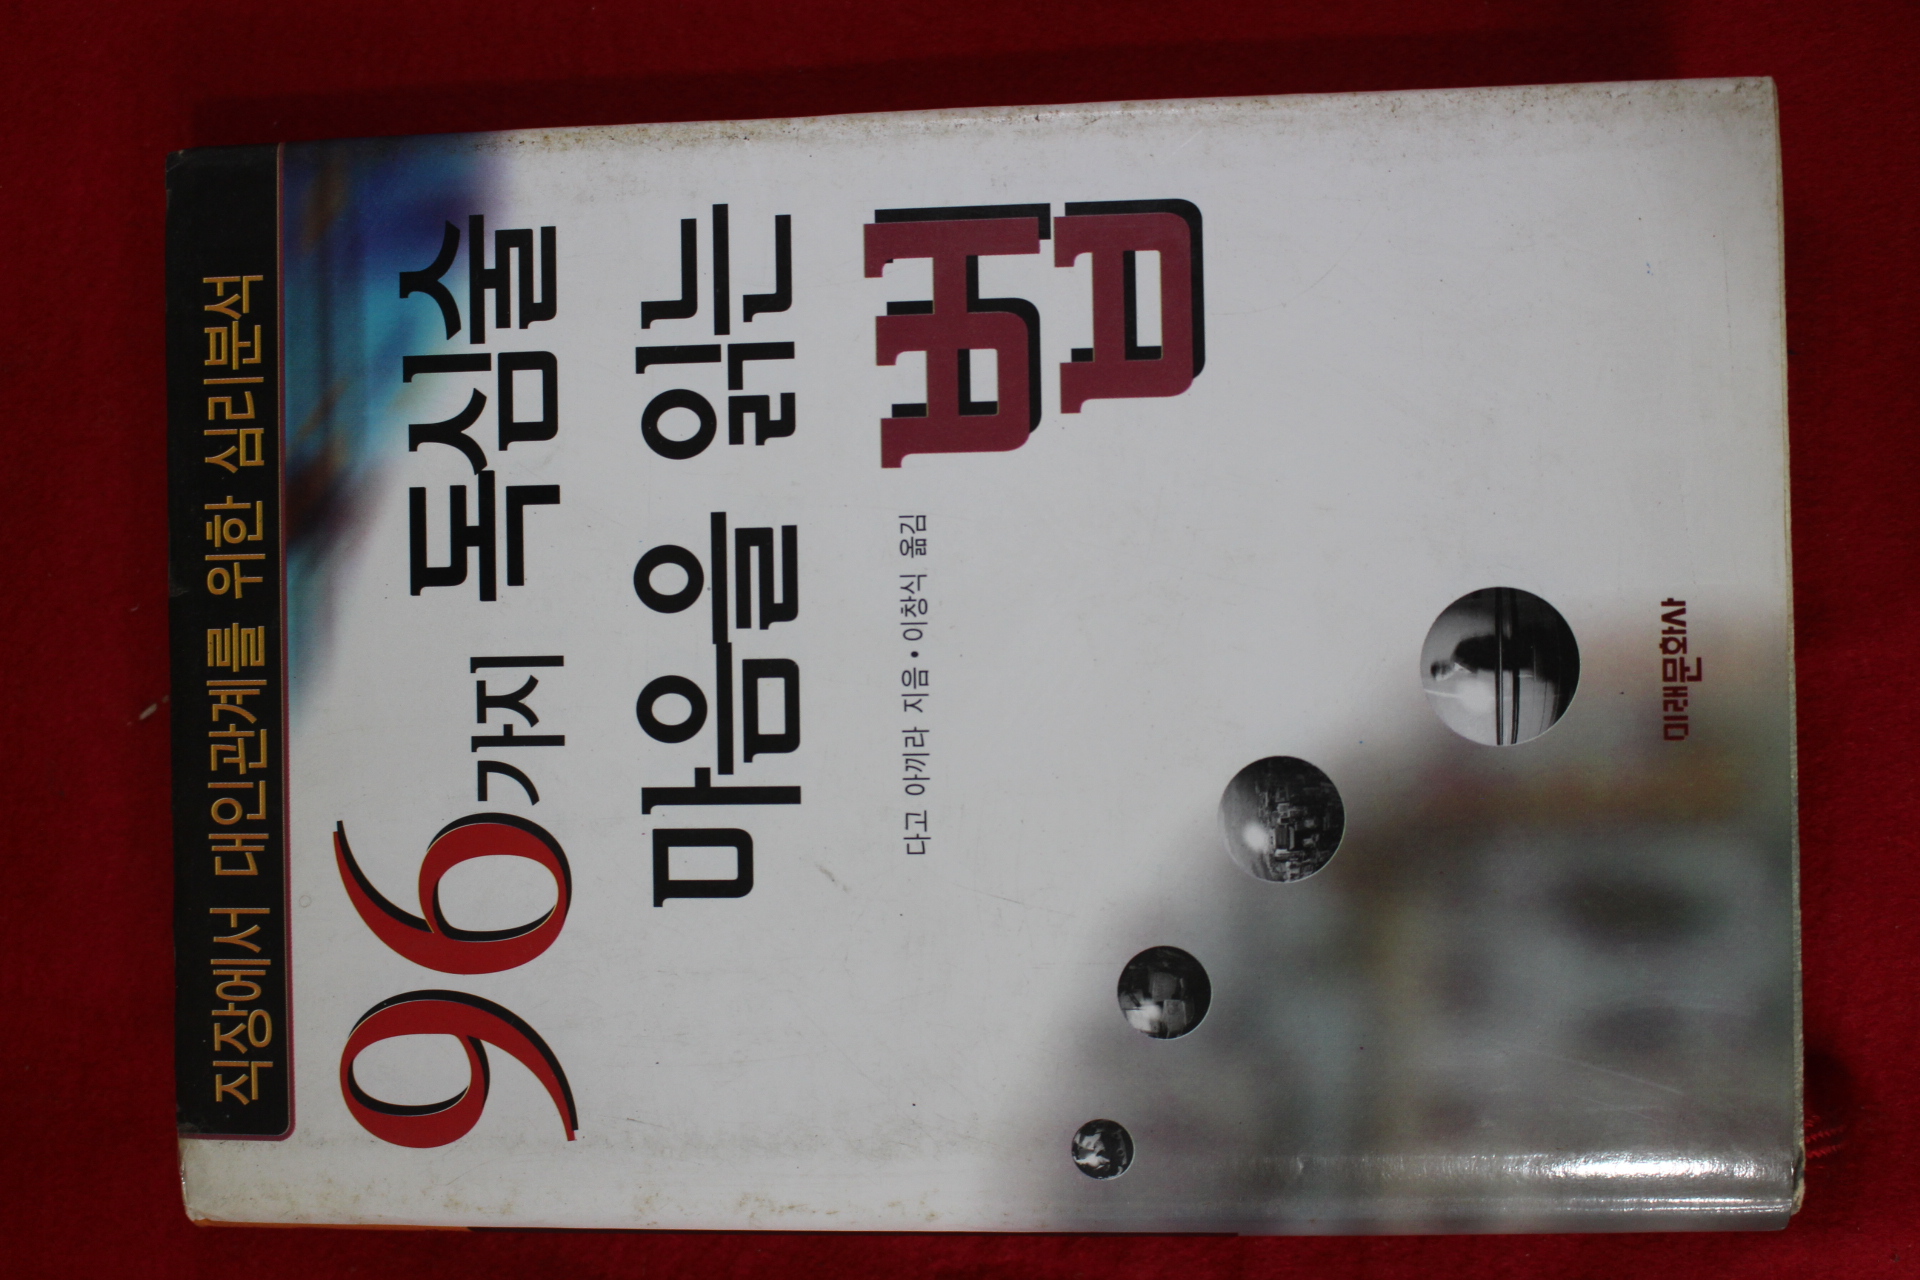 직장에서 대인관계를 위한 심리분석
96가지 독심술
마음을 읽는
법
다고 아끼라 지음 • 이창식 옮김
미래문화사